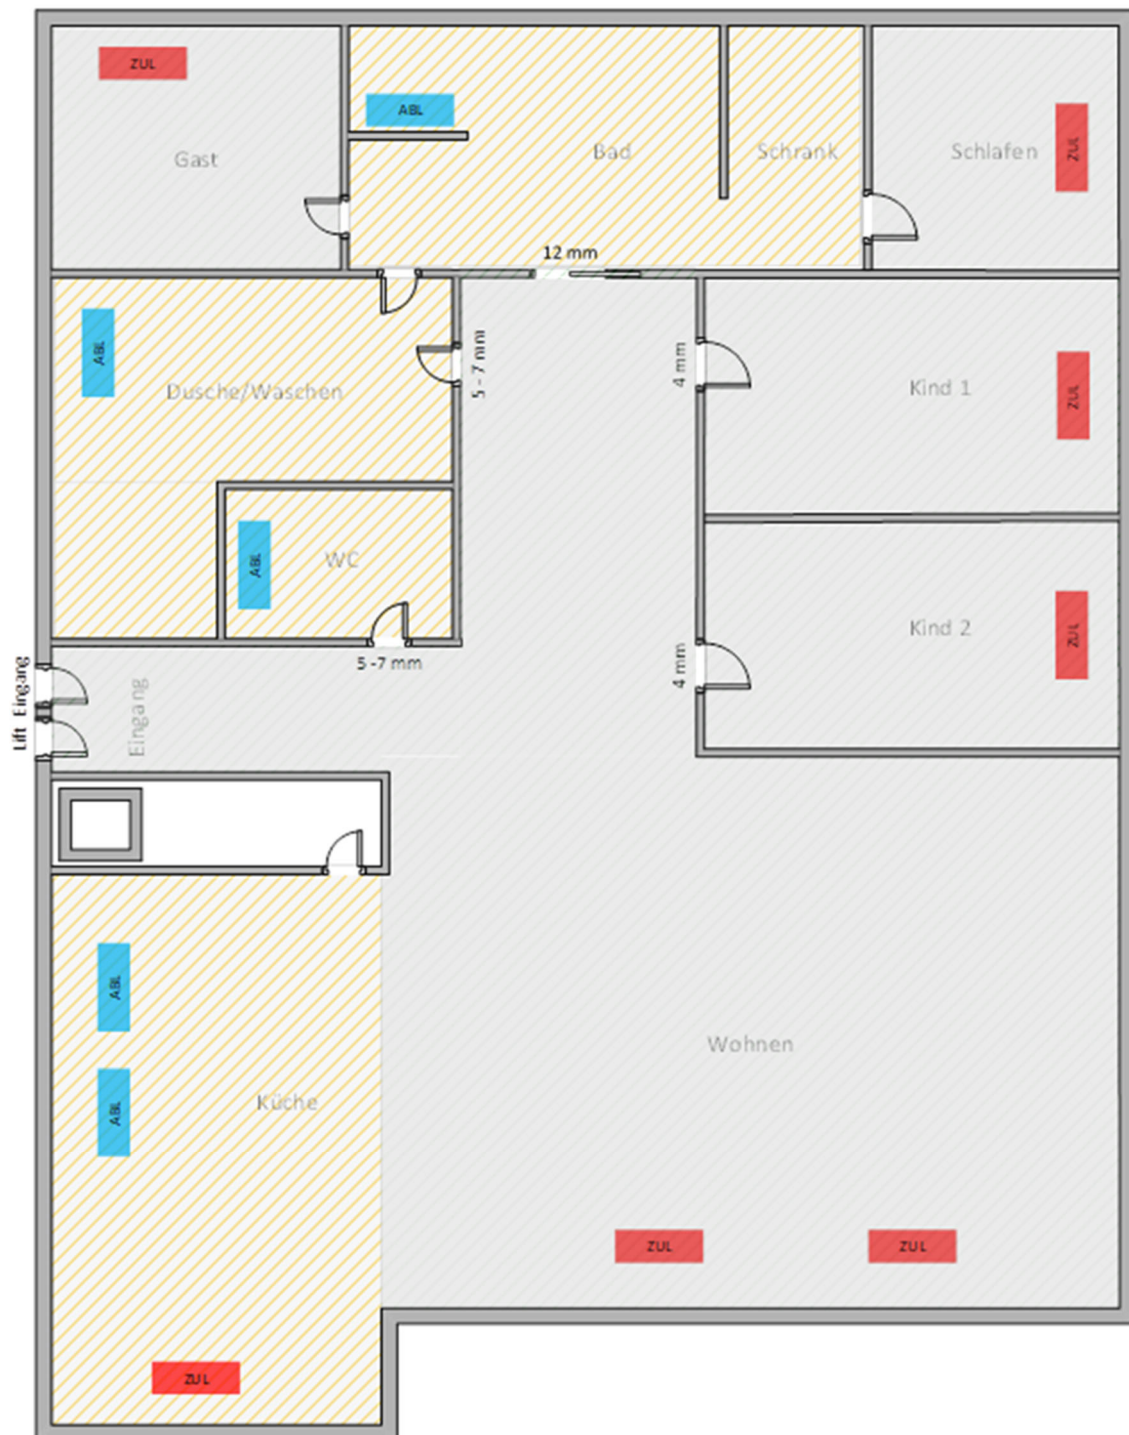 ZUL
Gast
ABL
Bad
Schrank
Schlafen
ZUL
12 mm
ABL
Dusche/Waschen
5 - 7 mm
4 mm
Kind 1
ZUL
ABL
WC
5 -7 mm
4 mm
Kind 2
ZUL
Lift Eingang
Eingang
ABL
ABL
Küche
Wohnen
ZUL
ZUL
ZUL